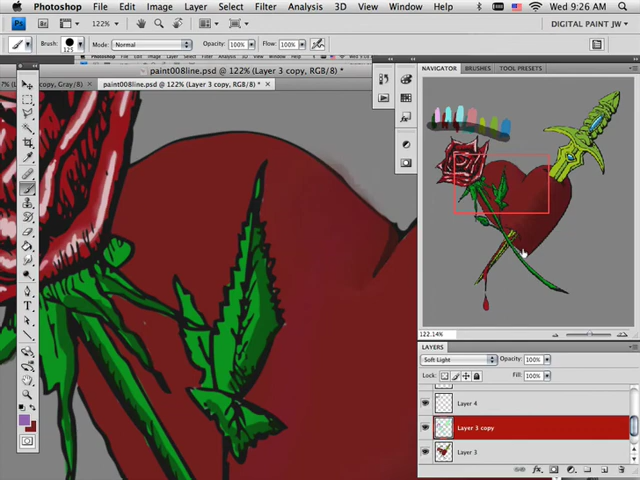 Photoshop File Edit Image Layer Select Filter Analysis 3D View Window Help Wed 9:26 AM
122% DIGITAL PAINT JW
Brush: 125 Mode: Normal Opacity: 100% Flow: 100%
paint008line.psd @ 122% (Layer 3 copy, RGB/8) *
copy, Gray/8) paint008line.psd @ 122% (Layer 3 copy, RGB/8) *
NAVIGATOR BRUSHES TOOL PRESETS
122.14%
LAYERS
Soft Light Opacity: 100%
Lock: Fill: 100%
Layer 4
Layer 3 copy
Layer 3